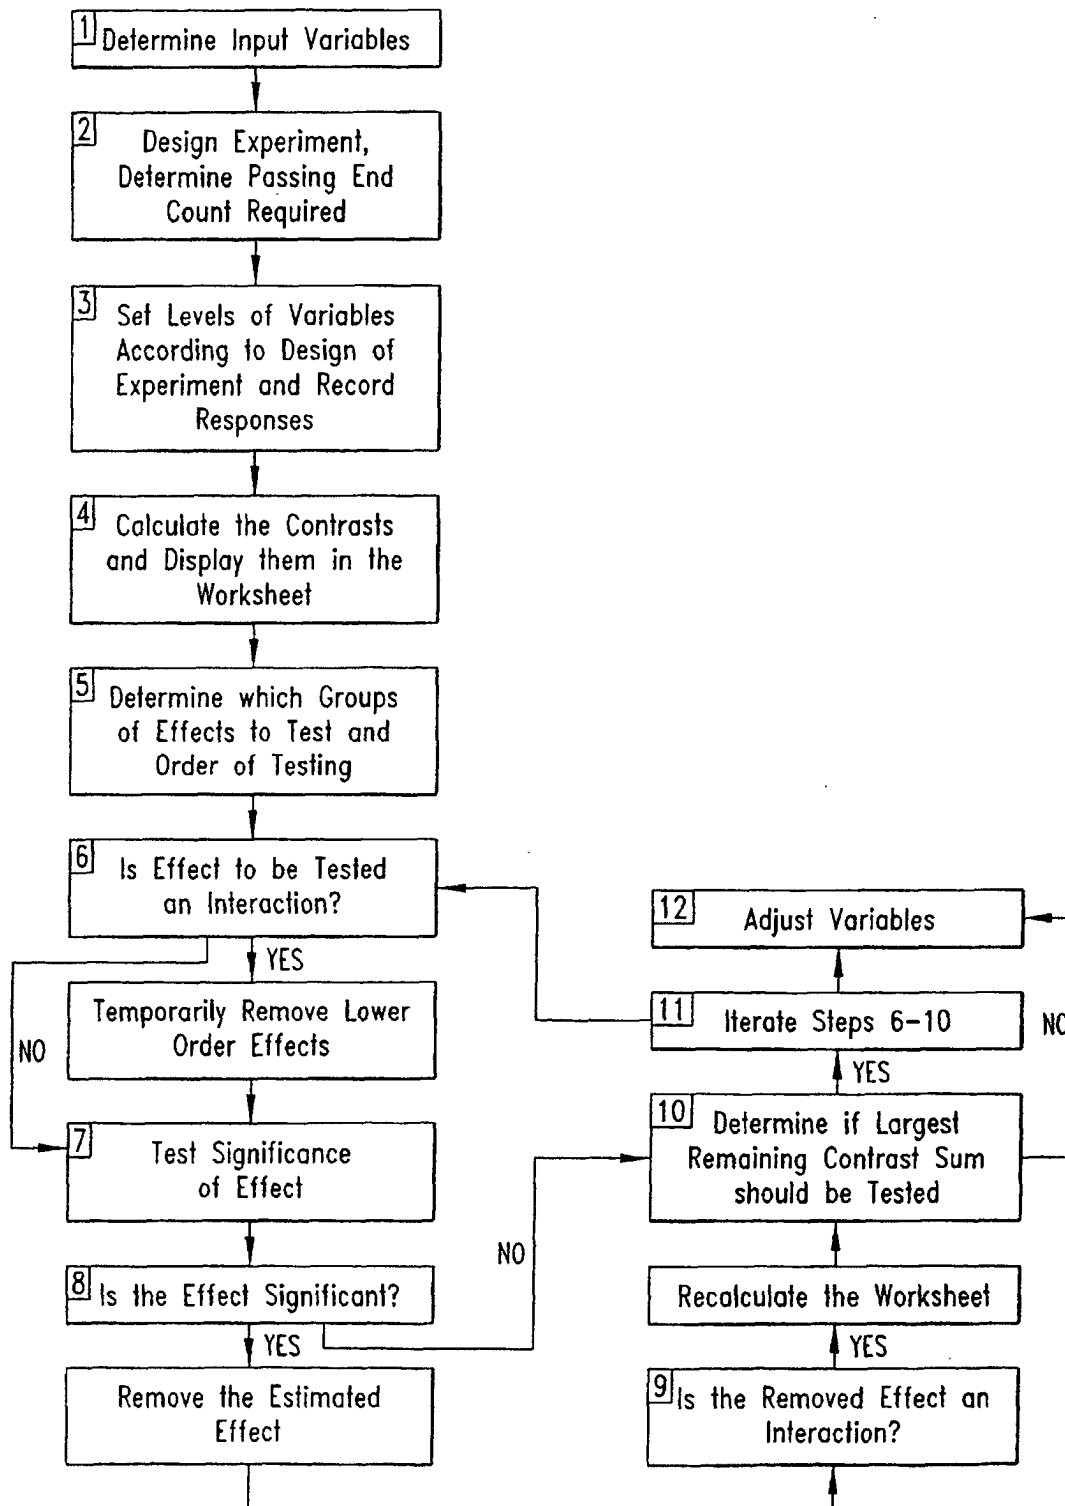 1
Determine Input Variables
2
Design Experiment,
Determine Passing End
Count Required
3
Set Levels of Variables
According to Design of
Experiment and Record
Responses
4
Calculate the Contrasts
and Display them in the
Worksheet
5
Determine which Groups
of Effects to Test and
Order of Testing
6
Is Effect to be Tested
an Interaction?
YES
NO
Temporarily Remove Lower
Order Effects
7
Test Significance
of Effect
8
Is the Effect Significant?
YES
NO
Remove the Estimated
Effect
12
Adjust Variables
11
Iterate Steps 6-10
NO
YES
10
Determine if Largest
Remaining Contrast Sum
should be Tested
Recalculate the Worksheet
YES
9
Is the Removed Effect an
Interaction?